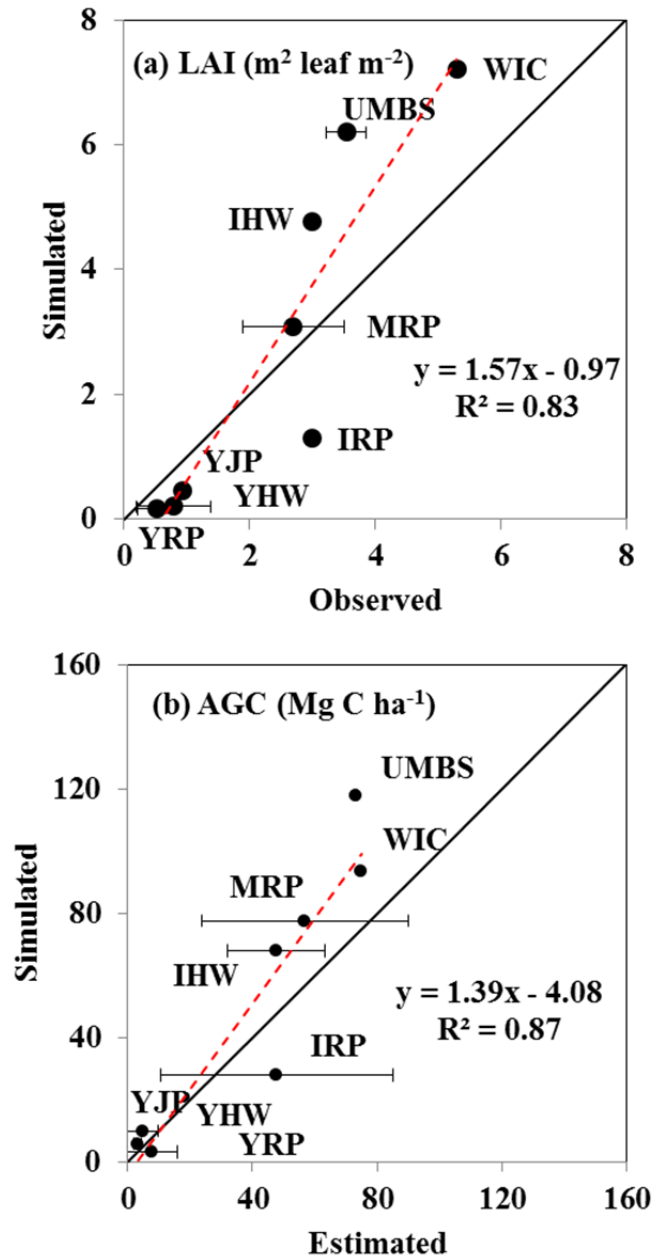 8
(a) LAI (m² leaf m⁻²)
WIC
UMBS
6
IHW
Simulated
4
MRP
y = 1.57x - 0.97
R² = 0.83
2
IRP
YJP
YHW
0
YRP
0 2 4 6 8
Observed
160
(b) AGC (Mg C ha⁻¹)
UMBS
120
WIC
MRP
Simulated
80
IHW
y = 1.39x - 4.08
R² = 0.87
40
IRP
YJP
YHW
YRP
0
0 40 80 120 160
Estimated